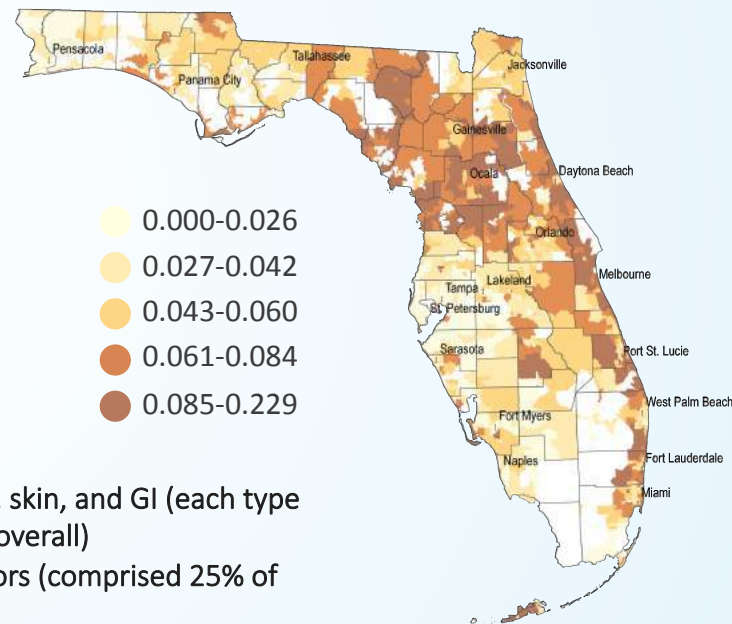 Pensacola
Tallahassee
Jacksonville
Panama City
Gainesville
Ocala
Daytona Beach
Orlando
Melbourne
Lakeland
Tampa
St. Petersburg
Sarasota
Port St. Lucie
West Palm Beach
Fort Myers
Fort Lauderdale
Naples
Miami
0.000-0.026
0.027-0.042
0.043-0.060
0.061-0.084
0.085-0.229
skin, and GI (each type
overall)
ors (comprised 25% of